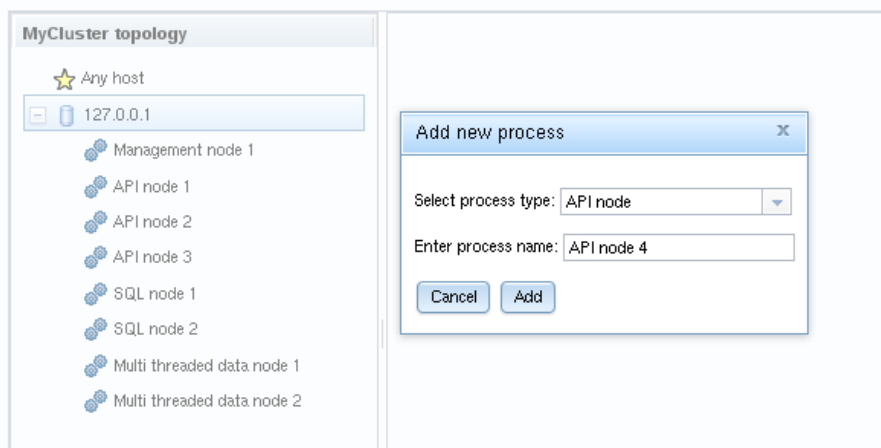 MyCluster topology
Any host
127.0.0.1
Management node 1
API node 1
API node 2
API node 3
SQL node 1
SQL node 2
Multi threaded data node 1
Multi threaded data node 2
Add new process
x
Select process type: API node
Enter process name: API node 4
Cancel Add